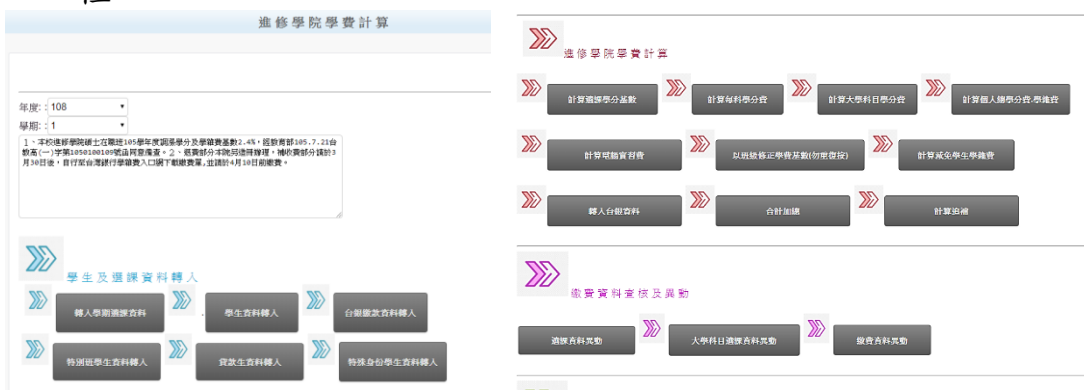 進修學院學費計算
年度: : 108
學期: : 1
1、本校進修學院碩士在職班105學年度調漲學分及學雜費基數2.4%，經教育部105.7.21台
教高(一)字第1050100109號函同意備查。2、退費部分本院另造冊辦理，補收費部分請於3
月30日後，自行至台灣銀行學雜費入口網下載繳費單,並請於4月10日前繳費。
學生及選課資料轉入
轉入學期選課資料
學生資料轉入
台銀繳款資料轉入
特別班學生資料轉入
貸款生資料轉入
特殊身份學生資料轉入
進修學院學費計算
計算選課學分基數
計算每科學分費
計算大學科目學分費
計算個人總學分費.學雜費
計算電腦實習費
以班級修正學費基數(勿重復按)
計算減免學生學雜費
轉入台銀資料
合計加總
計算追補
繳費資料查核及異動
選課資料異動
大學科目選課資料異動
繳費資料異動